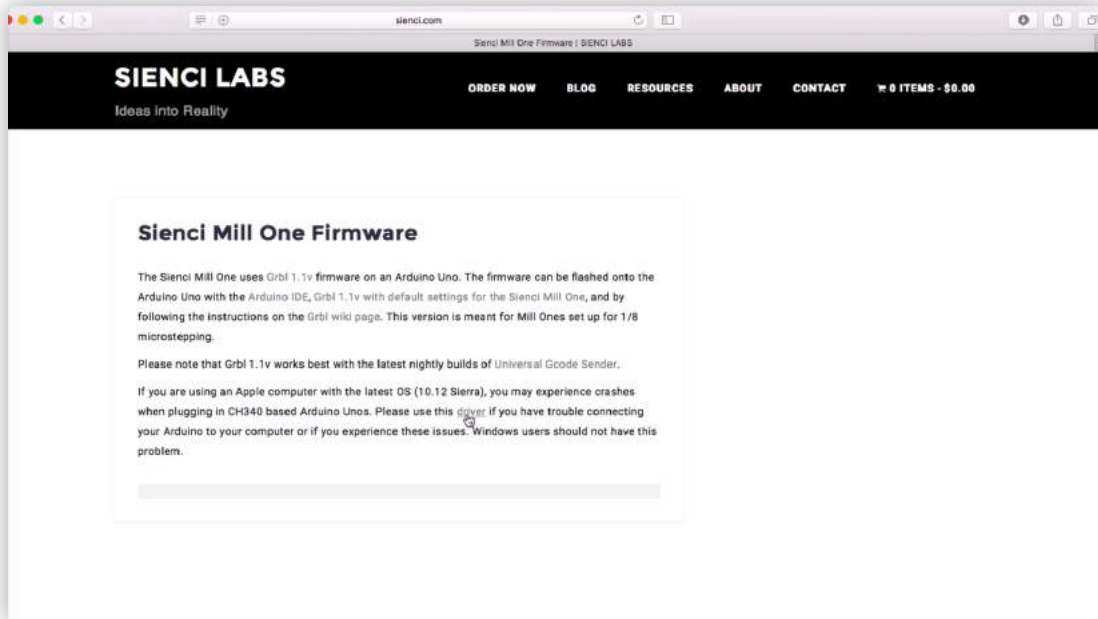 sienci.com
Sienci Mill One Firmware | SIENCI LABS
SIENCI LABS
Ideas into Reality
ORDER NOW BLOG RESOURCES ABOUT CONTACT 0 ITEMS - $0.00
Sienci Mill One Firmware
The Sienci Mill One uses Grbl 1.1v firmware on an Arduino Uno. The firmware can be flashed onto the
Arduino Uno with the Arduino IDE, Grbl 1.1v with default settings for the Sienci Mill One, and by
following the instructions on the Grbl wiki page. This version is meant for Mill Ones set up for 1/8
microstepping.
Please note that Grbl 1.1v works best with the latest nightly builds of Universal Gcode Sender.
If you are using an Apple computer with the latest OS (10.12 Sierra), you may experience crashes
when plugging in CH340 based Arduino Unos. Please use this driver if you have trouble connecting
your Arduino to your computer or if you experience these issues. Windows users should not have this
problem.